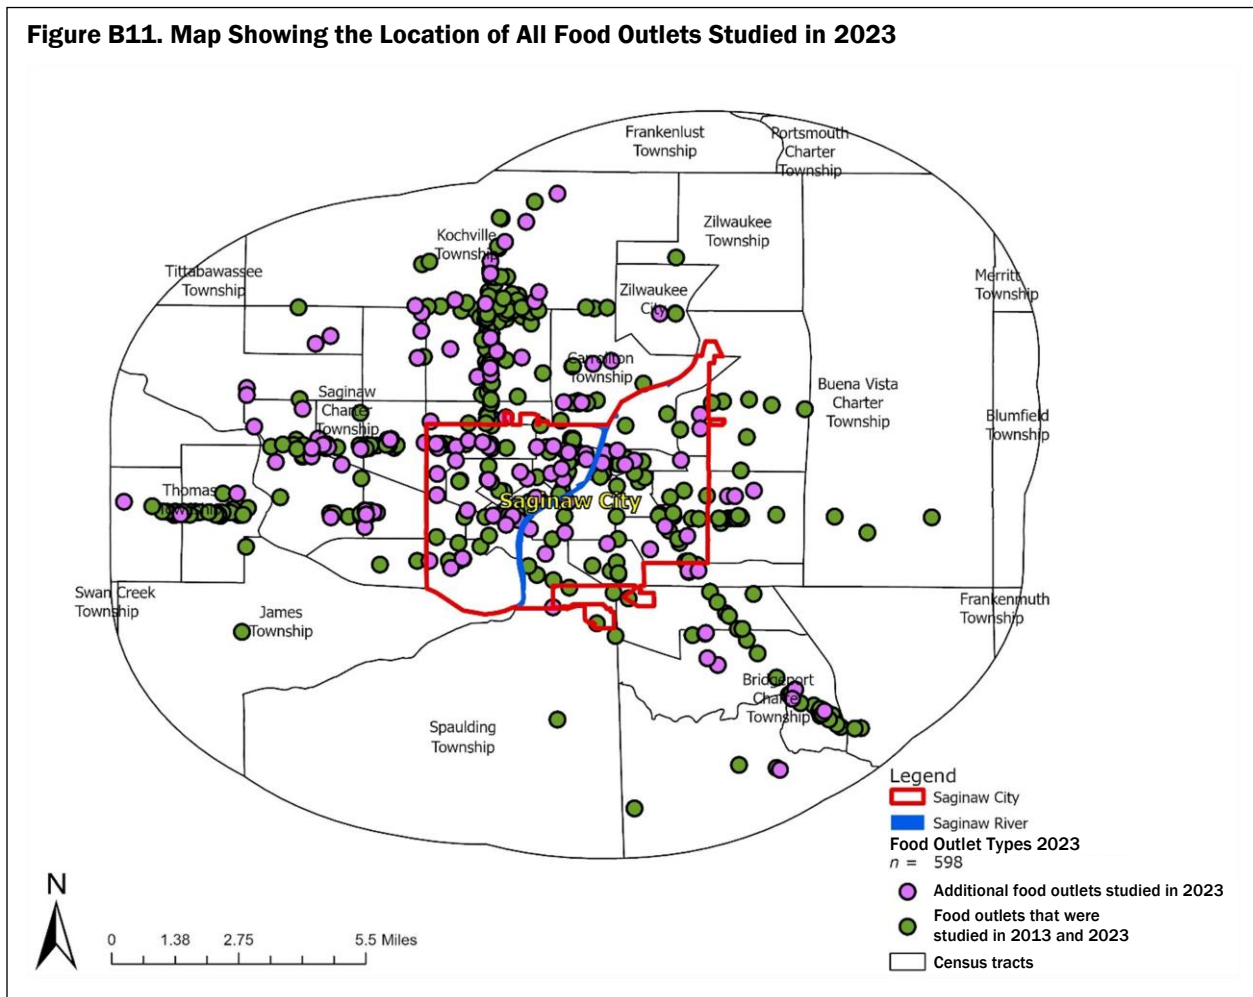 Figure B11. Map Showing the Location of All Food Outlets Studied in 2023
Frankenlust
Township
Portsmouth
Charter
Township
Kochville
Township
Zilwaukee
Township
Tittabawassee
Township
Merritt
Township
Zilwaukee
City
Carrollton
Township
Saginaw
Charter
Township
Buena Vista
Charter
Township
Blumfield
Township
Thomas
Township
Saginaw City
Swan Creek
Township
James
Township
Frankenmuth
Township
Bridgeport
Charter
Township
Spaulding
Township
Legend
Saginaw City
Saginaw River
Food Outlet Types 2023
n = 598
Additional food outlets studied in 2023
Food outlets that were
studied in 2013 and 2023
Census tracts
N
0 1.38 2.75 5.5 Miles